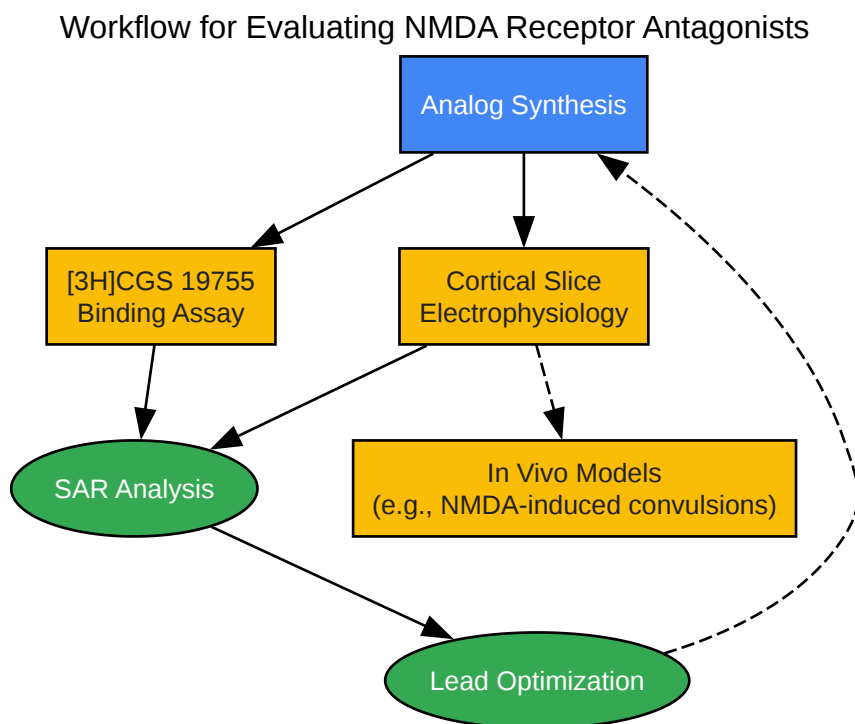 Workflow for Evaluating NMDA Receptor Antagonists
Analog Synthesis
[3H]CGS 19755
Binding Assay
Cortical Slice
Electrophysiology
SAR Analysis
In Vivo Models
(e.g., NMDA-induced convulsions)
Lead Optimization